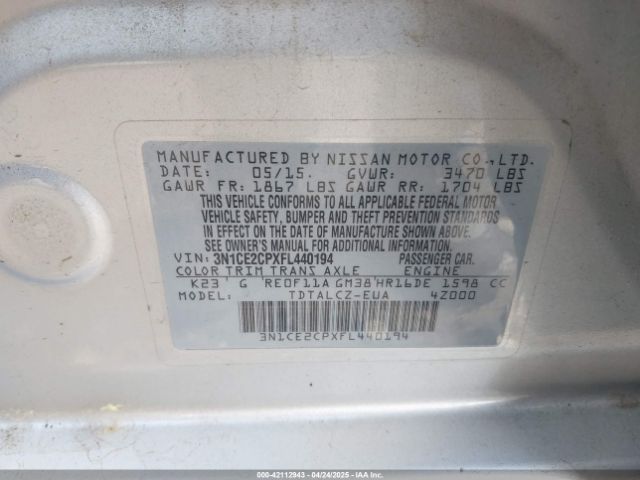 MANUFACTURED BY NISSAN MOTOR CO., LTD.
DATE: 05/15. GVWR: 3470 LBS
GAWR FR: 1867 LBS GAWR RR: 1704 LBS
THIS VEHICLE CONFORMS TO ALL APPLICABLE FEDERAL MOTOR
VEHICLE SAFETY, BUMPER AND THEFT PREVENTION STANDARDS
IN EFFECT ON THE DATE OF MANUFACTURE SHOWN ABOVE.
SEE OWNER'S MANUAL FOR ADDITIONAL INFORMATION.
VIN: 3N1CE2CPXFL440194 PASSENGER CAR.
COLOR TRIM TRANS AXLE ENGINE
K23 G RE0F11A GM38 HR16DE 1598 CC
MODEL: TDTALCZ-EUA 4Z000
3N1CE2CPXFL440194
000-42112943 - 04/24/2025 - IAAI.COM